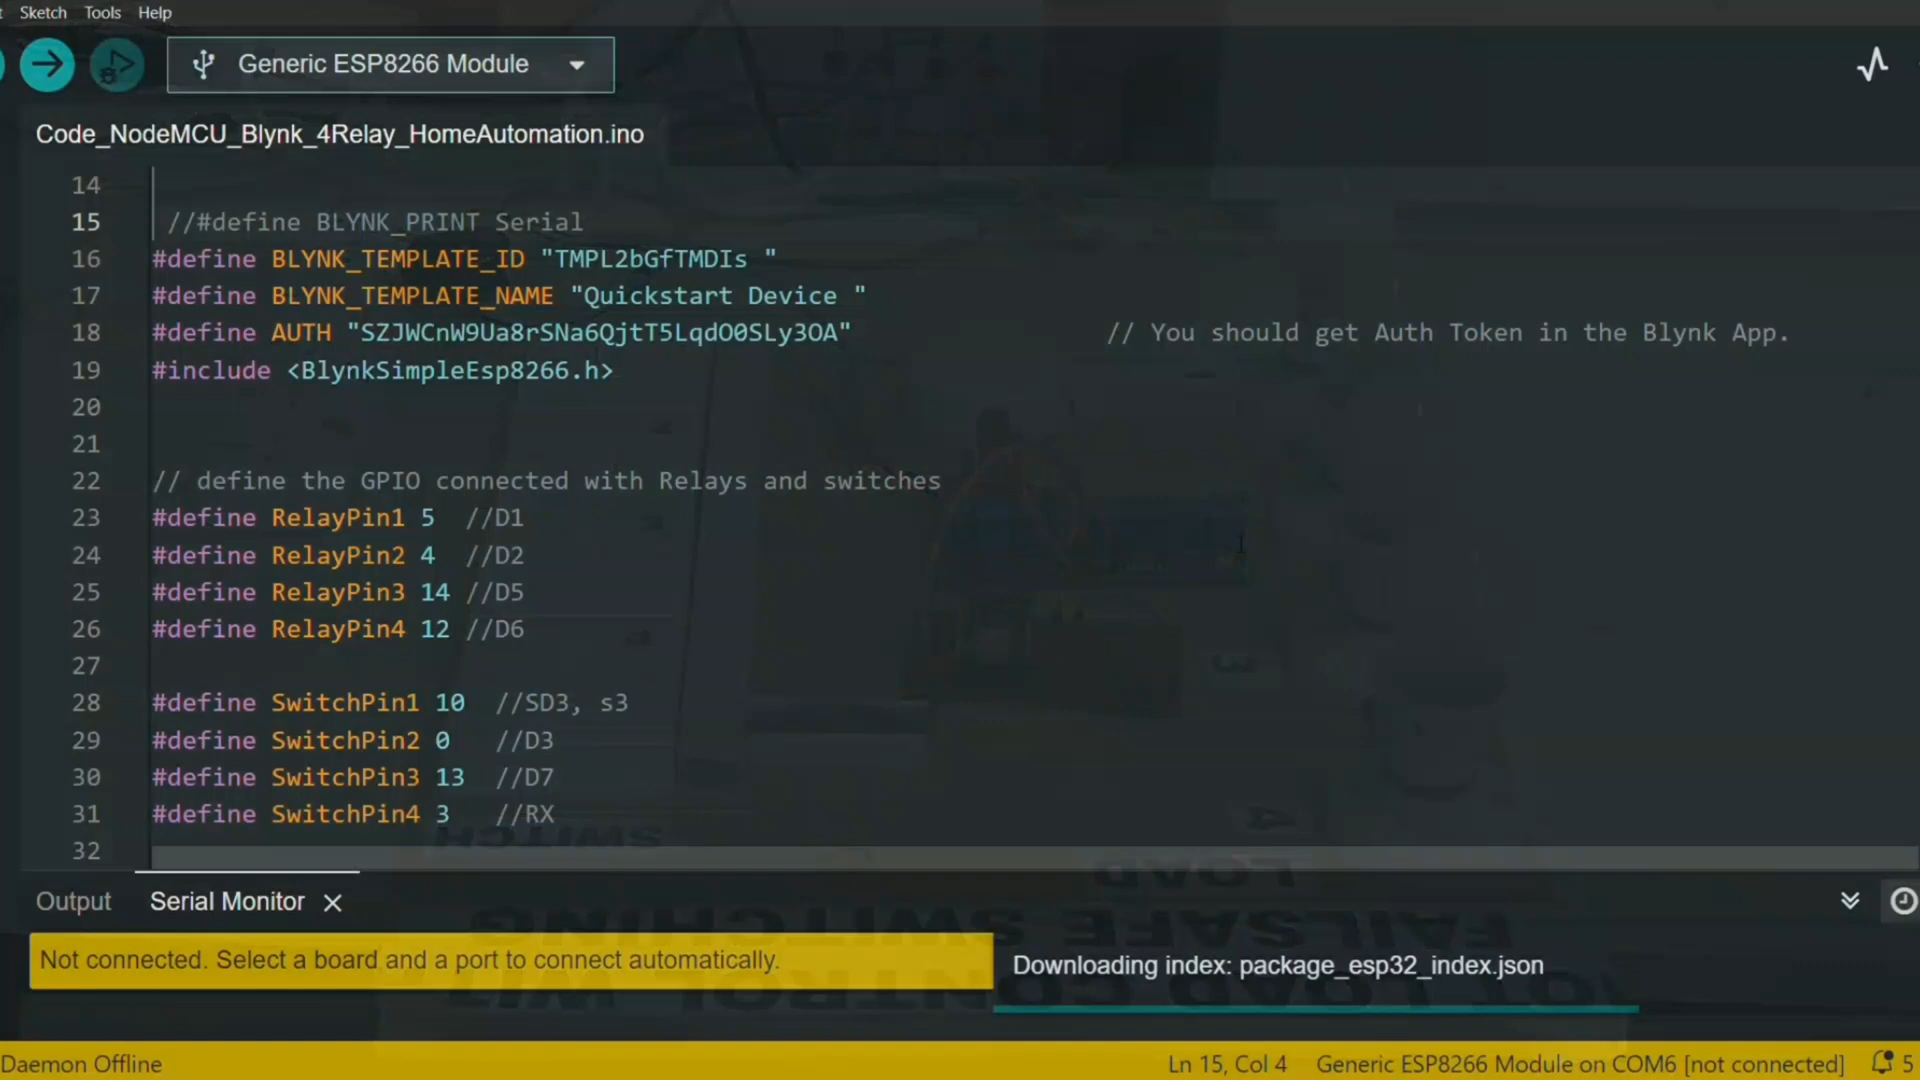 Sketch Tools Help
Generic ESP8266 Module
Code_NodeMCU_Blynk_4Relay_HomeAutomation.ino
14
15 //#define BLYNK_PRINT Serial
16 #define BLYNK_TEMPLATE_ID "TMPL2bGfTMDIs "
17 #define BLYNK_TEMPLATE_NAME "Quickstart Device "
18 #define AUTH "SZJWCnW9Ua8rSNa6QjtT5LqdO0SLy3OA" // You should get Auth Token in the Blynk App.
19 #include <BlynkSimpleEsp8266.h>
20
21
22 // define the GPIO connected with Relays and switches
23 #define RelayPin1 5 //D1
24 #define RelayPin2 4 //D2
25 #define RelayPin3 14 //D5
26 #define RelayPin4 12 //D6
27
28 #define SwitchPin1 10 //SD3, s3
29 #define SwitchPin2 0 //D3
30 #define SwitchPin3 13 //D7
31 #define SwitchPin4 3 //RX
32
SWITCH
LOAD
Output Serial Monitor
FAILSAFE SWITCHING
Not connected. Select a board and a port to connect automatically.
Downloading index: package_esp32_index.json
Daemon Offline Ln 15, Col 4 Generic ESP8266 Module on COM6 [not connected] 5